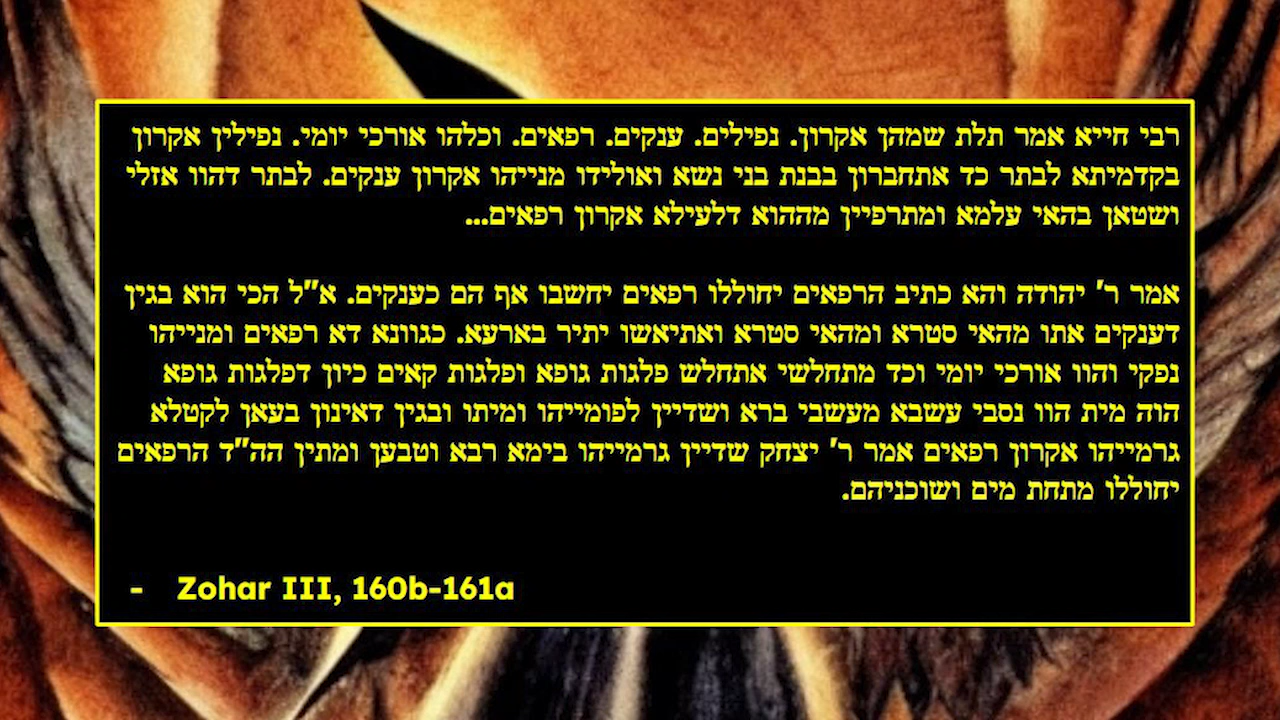 רבי חייא אמר תלת שמהן אקרון. נפילים. ענקים. רפאים. וכלהו אורכי יומי. נפילין אקרון
בקדמיתא לבתר כד אתחברון בבנת בני נשא ואולידו מנייהו אקרון ענקים. לבתר דהוו אזלי
ושטאן בהאי עלמא ומתרפיין מההוא דלעילא אקרון רפאים...
אמר ר' יהודה והא כתיב הרפאים יחוללו רפאים יחשבו אף הם כענקים. א"ל הכי הוא בגין
דענקים אתו מהאי סטרא ומהאי סטרא ואתיאשו יתיר בארעא. כגוונא דא רפאים ומנייהו
נפקי והוו אורכי יומי וכד מתחלשי אתחלש פלגות גופא ופלגות קאים כיון דפלגות גופא
הוה מית הוו נסבי עשבא מעשבי ברא ושדיין לפומייהו ומיתו ובגין דאינון בעאן לקטלא
גרמייהו אקרון רפאים אמר ר' יצחק שדיין גרמייהו בימא רבא וטבען ומתין הה"ד הרפאים
יחוללו מתחת מים ושוכניהם.
- Zohar III, 160b-161a